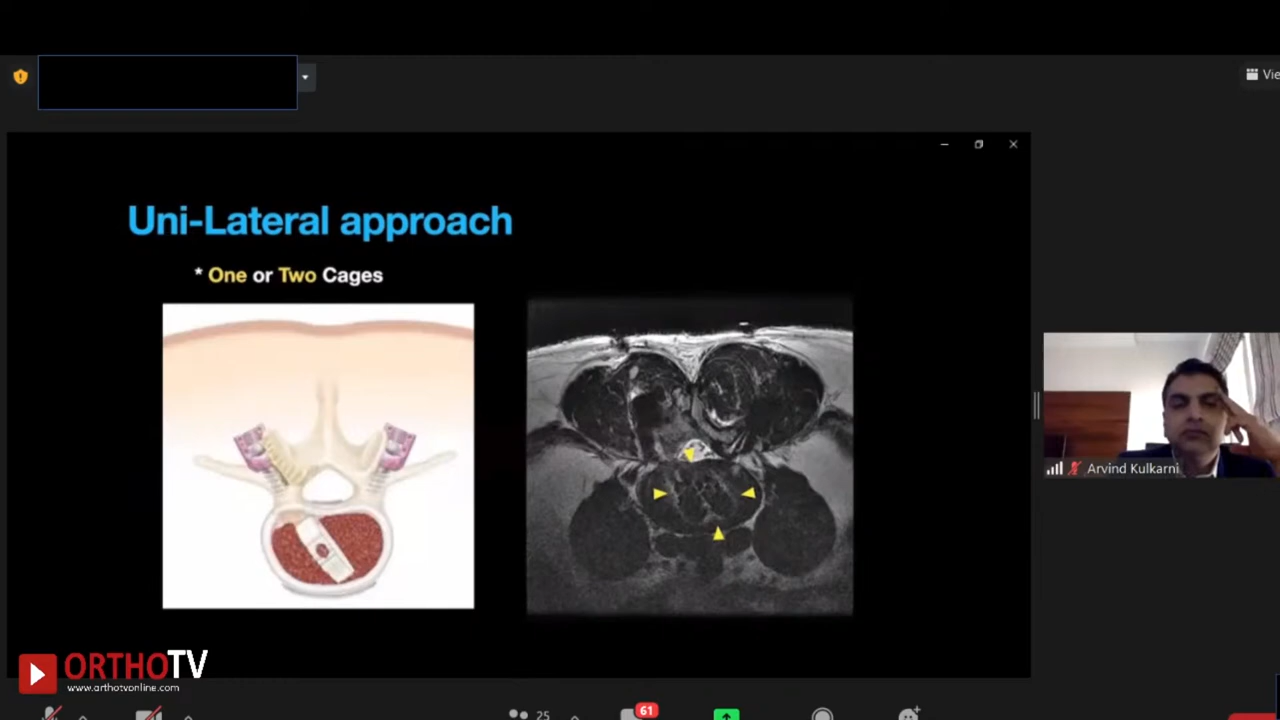 Vie
Uni-Lateral approach
* One or Two Cages
Arvind Kulkarni
ORTHOTV
www.orthotvonline.com
25
61